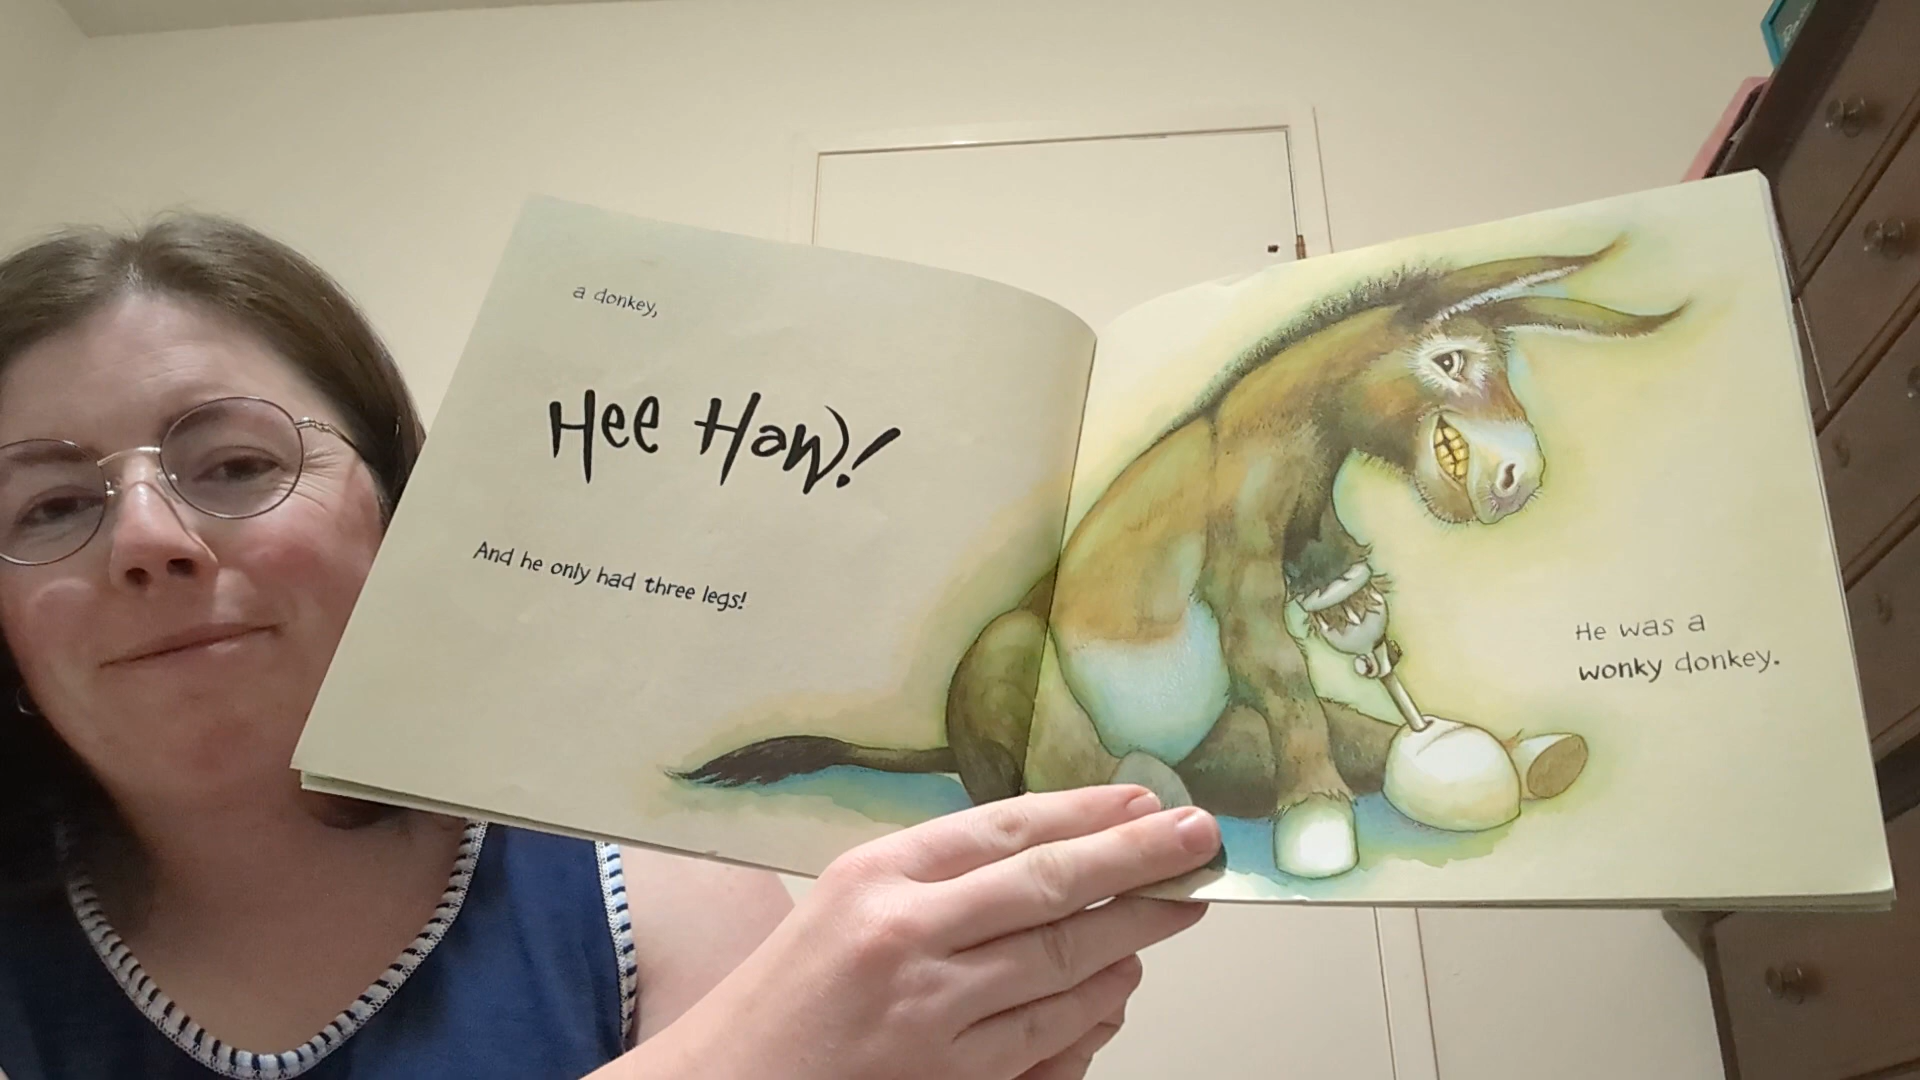 a donkey,
Hee Haw!
And he only had three legs!
He was a
wonky donkey.